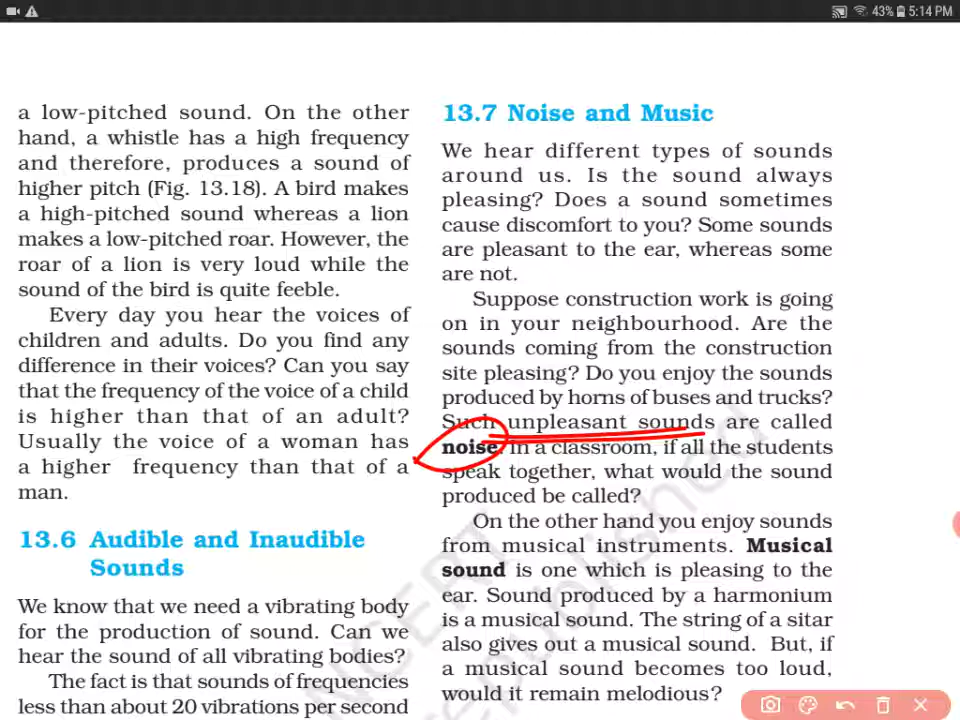 43% 5:14 PM
a low-pitched sound. On the other
hand, a whistle has a high frequency
and therefore, produces a sound of
higher pitch (Fig. 13.18). A bird makes
a high-pitched sound whereas a lion
makes a low-pitched roar. However, the
roar of a lion is very loud while the
sound of the bird is quite feeble.
Every day you hear the voices of
children and adults. Do you find any
difference in their voices? Can you say
that the frequency of the voice of a child
is higher than that of an adult?
Usually the voice of a woman has
a higher frequency than that of a
man.
13.6 Audible and Inaudible
Sounds
We know that we need a vibrating body
for the production of sound. Can we
hear the sound of all vibrating bodies?
The fact is that sounds of frequencies
less than about 20 vibrations per second
13.7 Noise and Music
We hear different types of sounds
around us. Is the sound always
pleasing? Does a sound sometimes
cause discomfort to you? Some sounds
are pleasant to the ear, whereas some
are not.
Suppose construction work is going
on in your neighbourhood. Are the
sounds coming from the construction
site pleasing? Do you enjoy the sounds
produced by horns of buses and trucks?
Such unpleasant sounds are called
noise. In a classroom, if all the students
speak together, what would the sound
produced be called?
On the other hand you enjoy sounds
from musical instruments. Musical
sound is one which is pleasing to the
ear. Sound produced by a harmonium
is a musical sound. The string of a sitar
also gives out a musical sound. But, if
a musical sound becomes too loud,
would it remain melodious?
NCERT
republished